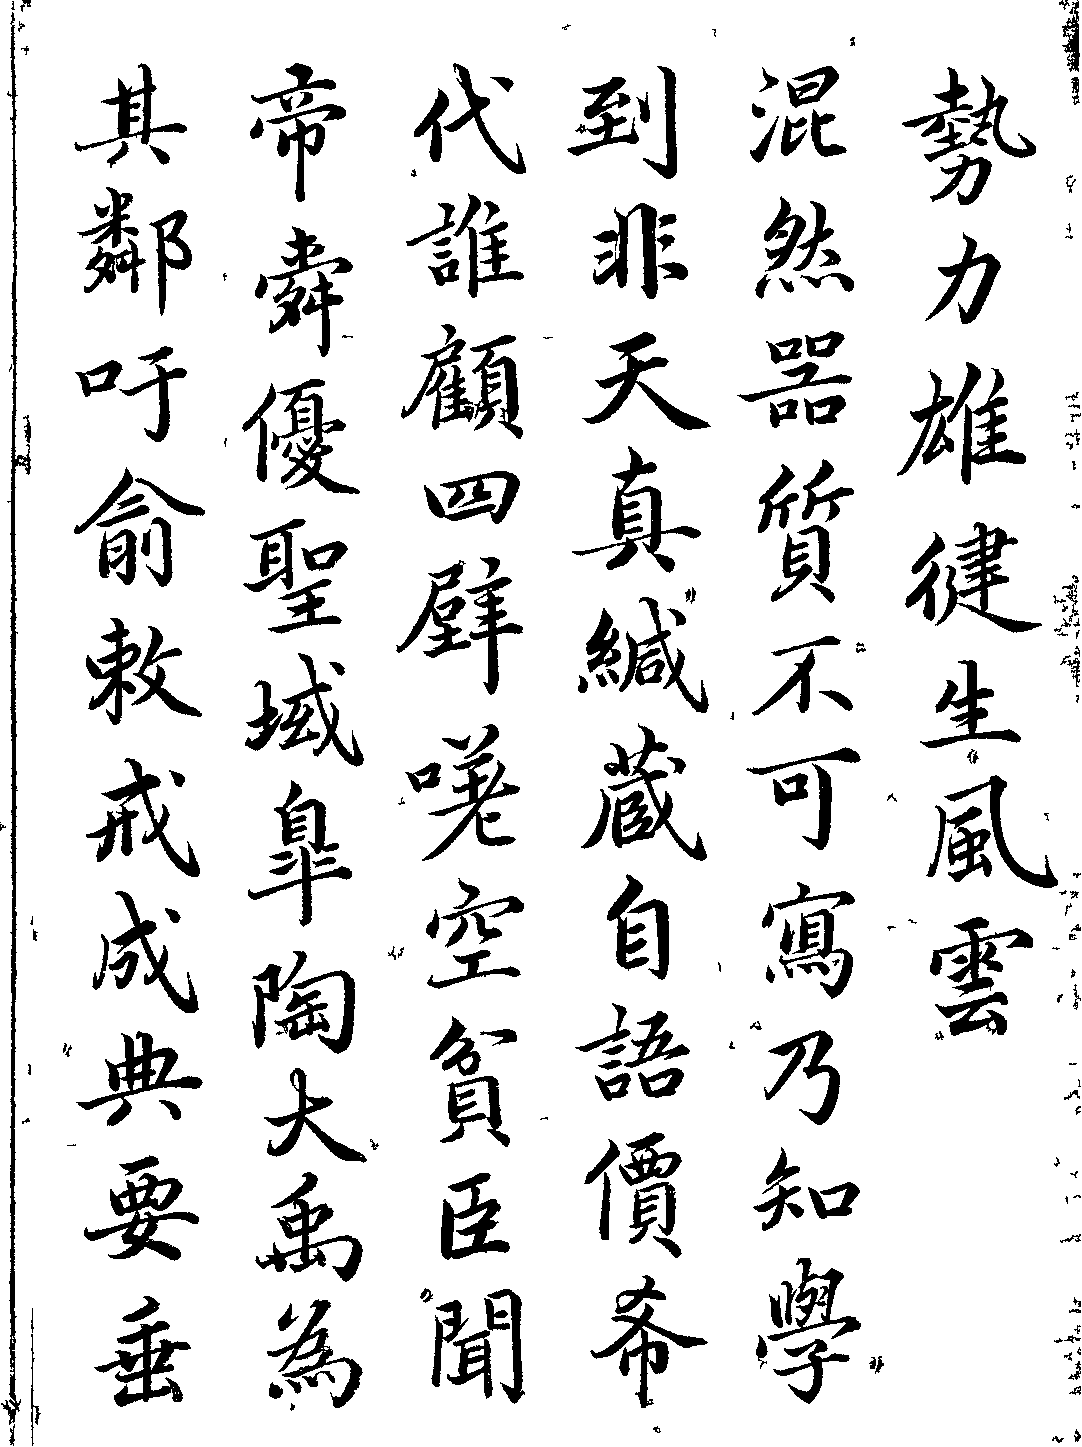 勢力雄健生風雲
混然器質不可寫乃知學
到非天真緘藏自語價希
代誰顧四壁嘆空貧臣聞
帝舜優聖域皐陶大禹為
其鄰吁俞敕戒成典要垂